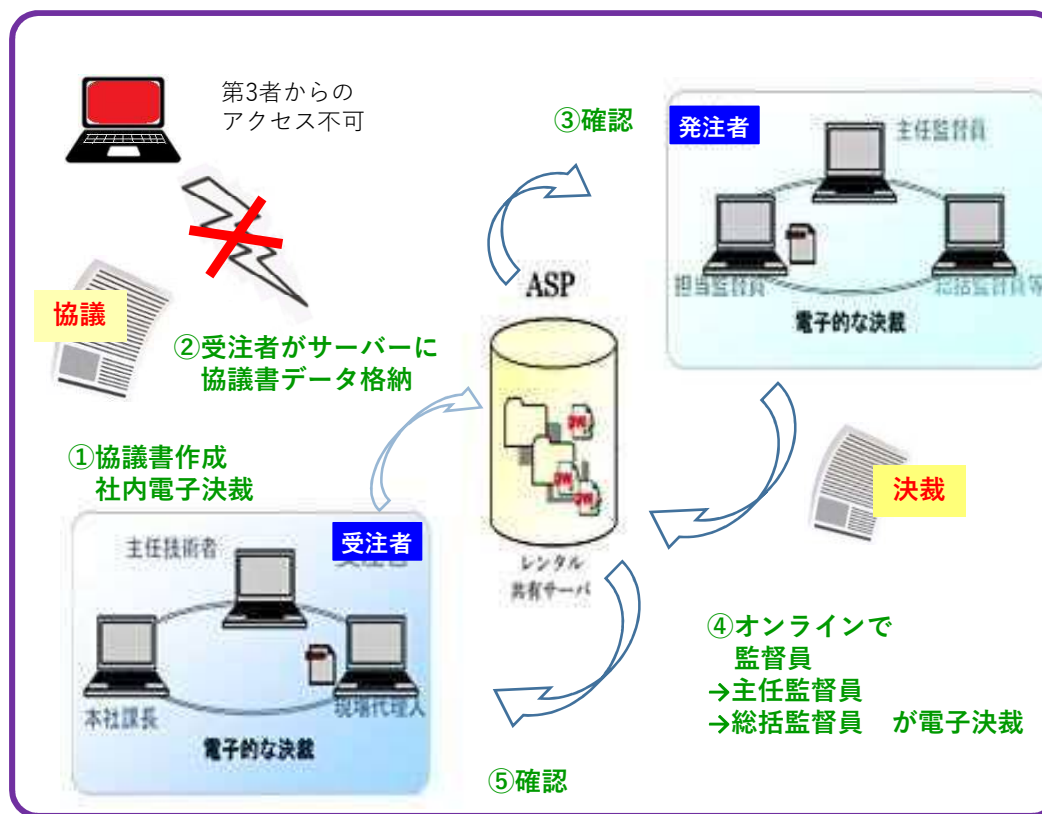 第3者からの
アクセス不可
③確認
発注者
主任監督員
担当監督員
総括監督員等
電子的な決裁
協議
②受注者がサーバーに
協議書データ格納
ASP
レンタル
共有サーバ
①協議書作成
社内電子決裁
受注者
主任技術者
本社課長
現場代理人
電子的な決裁
決裁
④オンラインで
監督員
→主任監督員
→総括監督員　が電子決裁
⑤確認